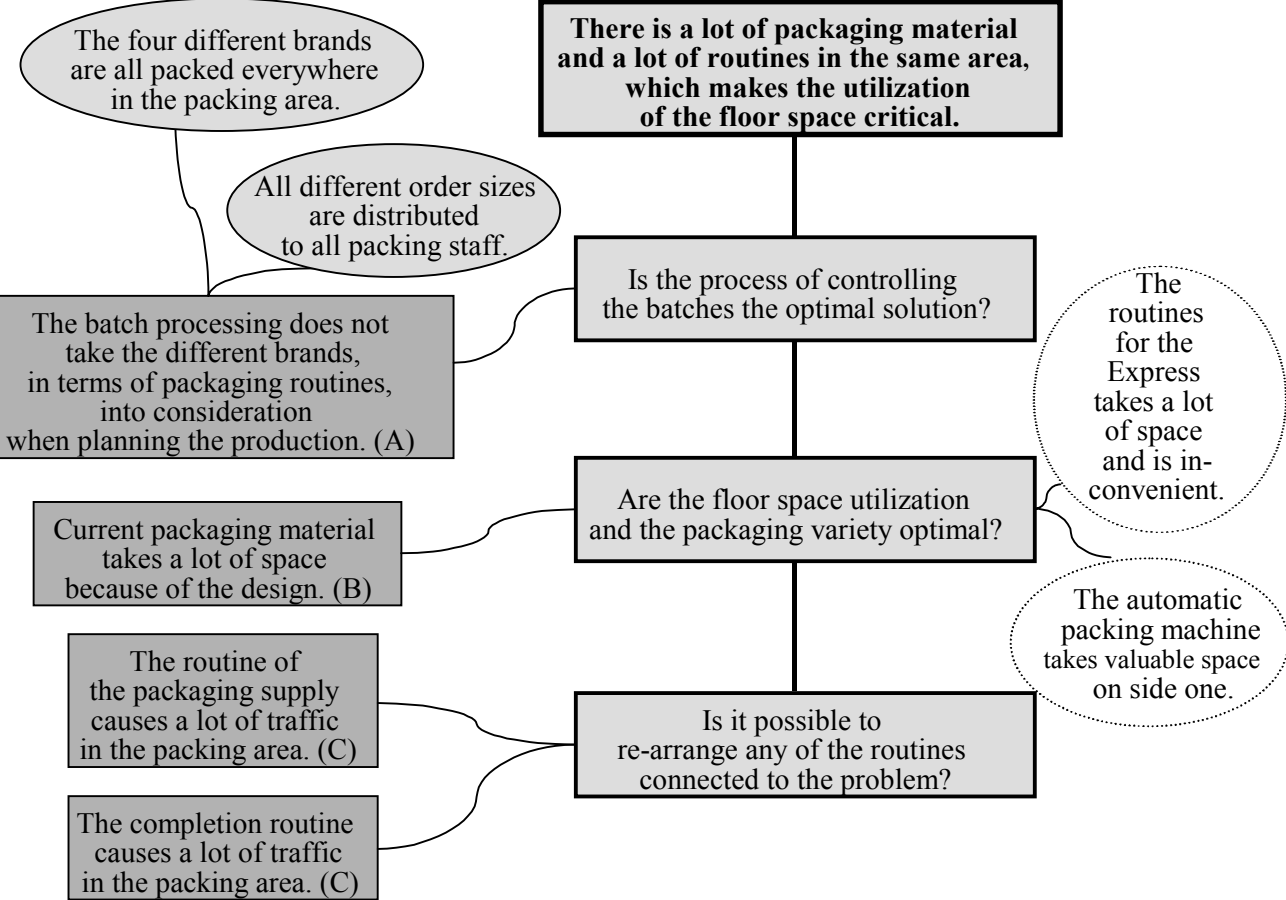 The four different brands
are all packed everywhere
in the packing area.
There is a lot of packaging material
and a lot of routines in the same area,
which makes the utilization
of the floor space critical.
All different order sizes
are distributed
to all packing staff.
Is the process of controlling
the batches the optimal solution?
The batch processing does not
take the different brands,
in terms of packaging routines,
into consideration
when planning the production. (A)
The
routines
for the
Express
takes a lot
of space
and is in-
convenient.
Are the floor space utilization
and the packaging variety optimal?
Current packaging material
takes a lot of space
because of the design. (B)
The automatic
packing machine
takes valuable space
on side one.
The routine of
the packaging supply
causes a lot of traffic
in the packing area. (C)
Is it possible to
re-arrange any of the routines
connected to the problem?
The completion routine
causes a lot of traffic
in the packing area. (C)